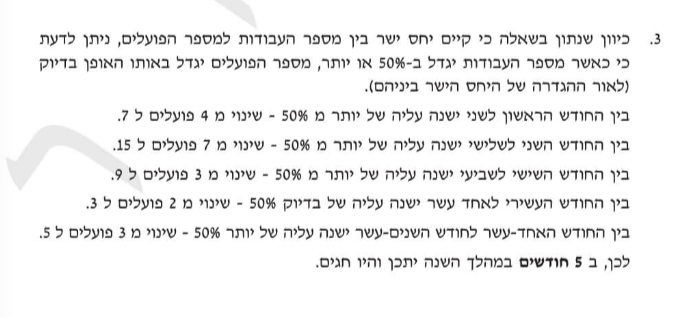 3. כיוון שנתון בשאלה כי קיים יחס ישר בין מספר העבודות למספר הפועלים, ניתן לדעת
כי כאשר מספר העבודות יגדל ב-50% או יותר, מספר הפועלים יגדל באותו האופן בדיוק
(לאור ההגדרה של היחס הישר ביניהם).
בין החודש הראשון לשני ישנה עליה של יותר מ 50% - שינוי מ 4 פועלים ל 7.
בין החודש השני לשלישי ישנה עליה של יותר מ 50% - שינוי מ 7 פועלים ל 15.
בין החודש השישי לשביעי ישנה עליה של יותר מ 50% - שינוי מ 3 פועלים ל 9.
בין החודש העשירי לאחד עשר ישנה עליה של בדיוק 50% - שינוי מ 2 פועלים ל 3.
בין החודש האחד-עשר לחודש השנים-עשר ישנה עליה של יותר 50% - שינוי מ 3 פועלים ל 5.
לכן, ב 5 חודשים במהלך השנה יתכן והיו חגים.